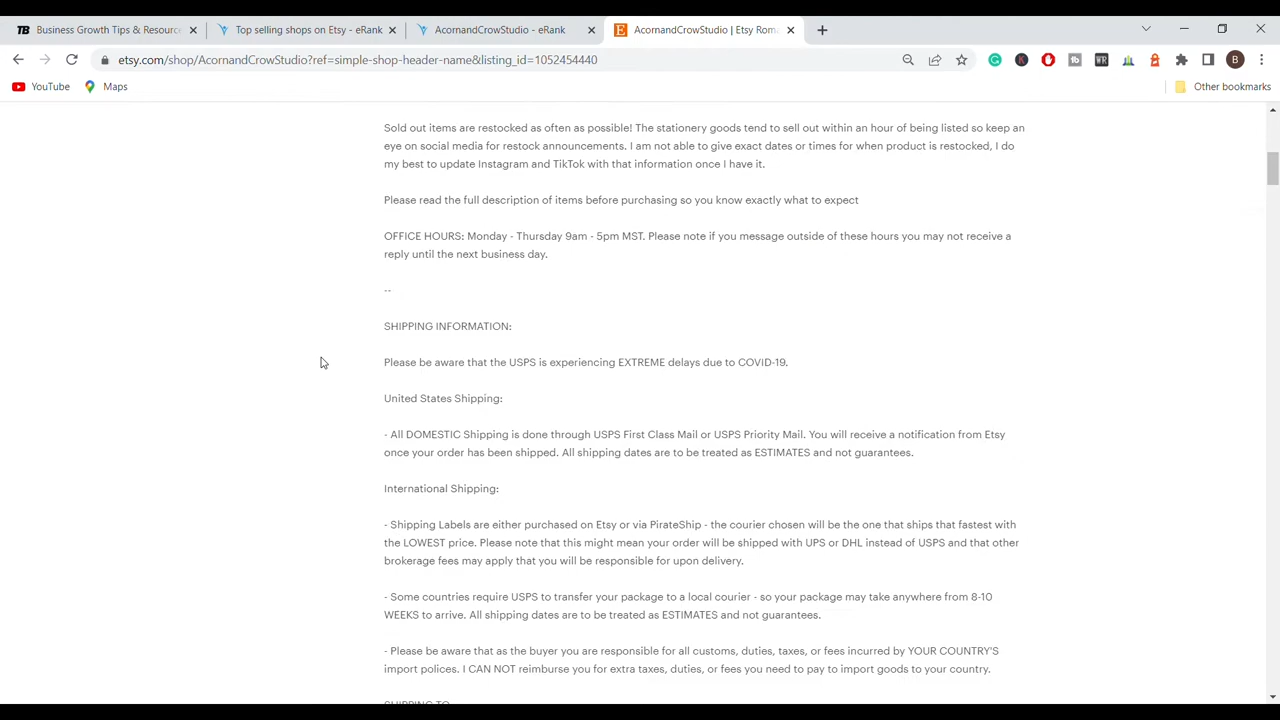 Business Growth Tips & Resource
Top selling shops on Etsy - eRank
AcornandCrowStudio - eRank
AcornandCrowStudio | Etsy Rom
etsy.com/shop/AcornandCrowStudio?ref=simple-shop-header-name&listing_id=1052454440
YouTube
Maps
Other bookmarks
Sold out items are restocked as often as possible! The stationery goods tend to sell out within an hour of being listed so keep an
eye on social media for restock announcements. I am not able to give exact dates or times for when product is restocked, I do
my best to update Instagram and TikTok with that information once I have it.
Please read the full description of items before purchasing so you know exactly what to expect
OFFICE HOURS: Monday - Thursday 9am - 5pm MST. Please note if you message outside of these hours you may not receive a
reply until the next business day.
--
SHIPPING INFORMATION:
Please be aware that the USPS is experiencing EXTREME delays due to COVID-19.
United States Shipping:
- All DOMESTIC Shipping is done through USPS First Class Mail or USPS Priority Mail. You will receive a notification from Etsy
once your order has been shipped. All shipping dates are to be treated as ESTIMATES and not guarantees.
International Shipping:
- Shipping Labels are either purchased on Etsy or via PirateShip - the courier chosen will be the one that ships that fastest with
the LOWEST price. Please note that this might mean your order will be shipped with UPS or DHL instead of USPS and that other
brokerage fees may apply that you will be responsible for upon delivery.
- Some countries require USPS to transfer your package to a local courier - so your package may take anywhere from 8-10
WEEKS to arrive. All shipping dates are to be treated as ESTIMATES and not guarantees.
- Please be aware that as the buyer you are responsible for all customs, duties, taxes, or fees incurred by YOUR COUNTRY'S
import polices. I CAN NOT reimburse you for extra taxes, duties, or fees you need to pay to import goods to your country.
SHIPPING TO